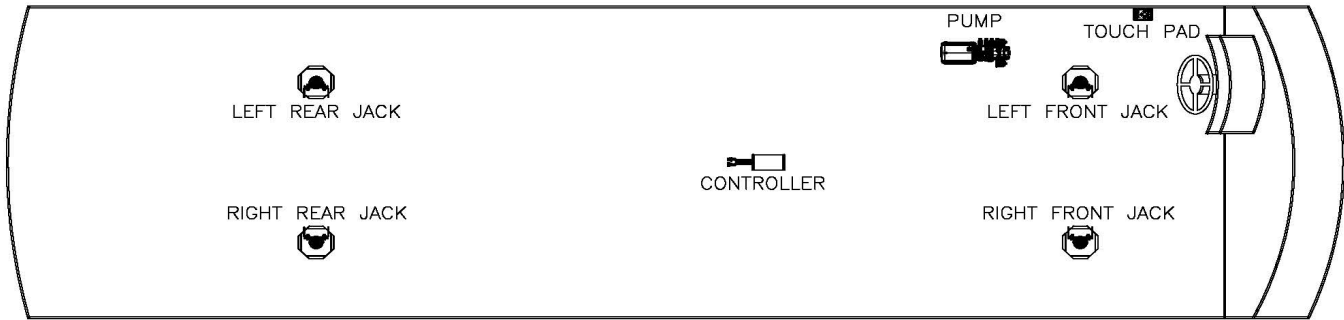 PUMP
TOUCH PAD
LEFT REAR JACK
LEFT FRONT JACK
CONTROLLER
RIGHT REAR JACK
RIGHT FRONT JACK